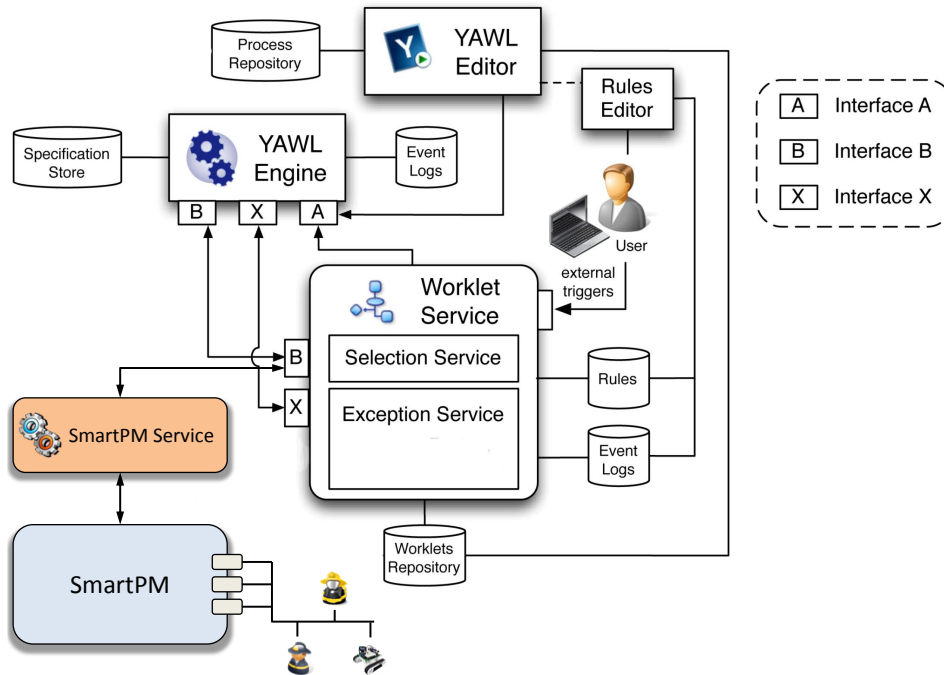 Process
Repository
Y
YAWL
Editor
Rules
Editor
A
Interface A
B
Interface B
X
Interface X
Specification
Store
YAWL
Engine
Event
Logs
B
X
A
User
external
triggers
Worklet
Service
B
Selection Service
X
Exception Service
Rules
Event
Logs
SmartPM Service
Worklets
Repository
SmartPM